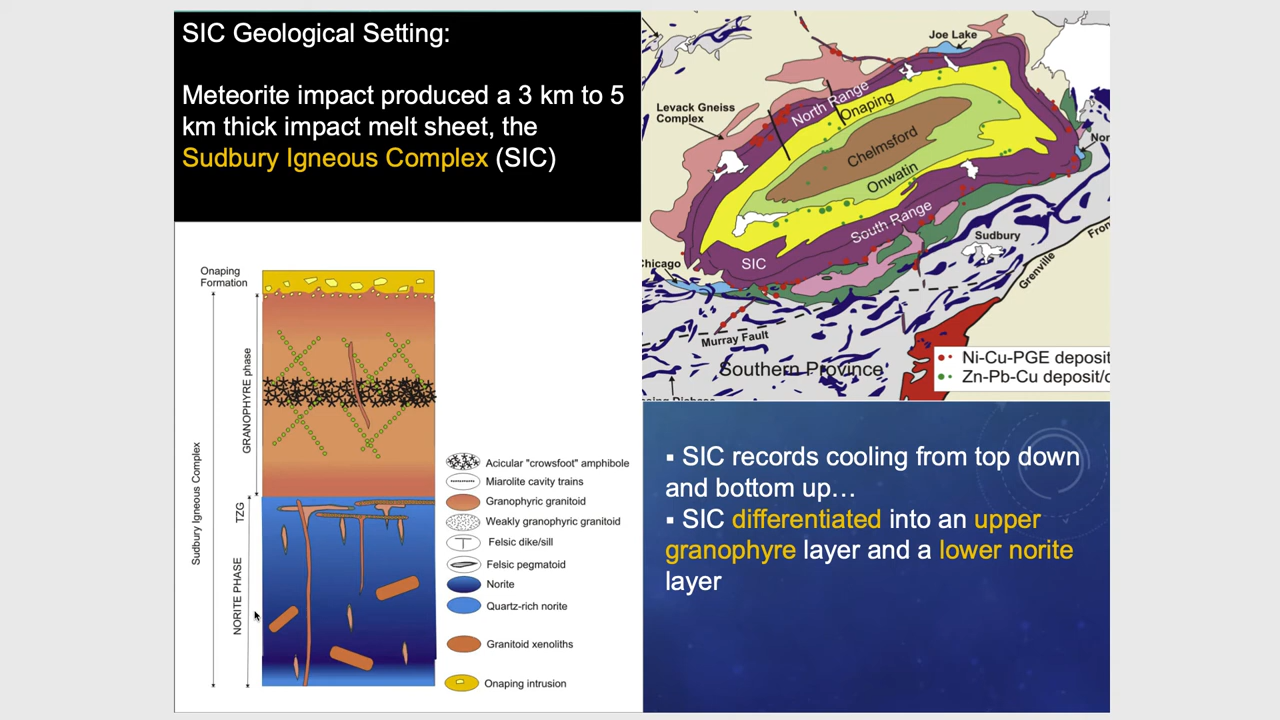 SIC Geological Setting:
Meteorite impact produced a 3 km to 5
km thick impact melt sheet, the
Sudbury Igneous Complex (SIC)
Joe Lake
Levack Gneiss
Complex
North Range
Onaping
Chelmsford
Onwatin
Nor
South Range
Sudbury
Fron
SIC
Chicago
Grenville
Murray Fault
Southern Province
Ni-Cu-PGE deposit
Zn-Pb-Cu deposit/o
Onaping
Formation
GRANOPHYRE phase
Sudbury Igneous Complex
TZG
NORITE PHASE
Acicular "crowsfoot" amphibole
Miarolite cavity trains
Granophyric granitoid
Weakly granophyric granitoid
Felsic dike/sill
Felsic pegmatoid
Norite
Quartz-rich norite
Granitoid xenoliths
Onaping intrusion
▪ SIC records cooling from top down
and bottom up…
▪ SIC differentiated into an upper
granophyre layer and a lower norite
layer